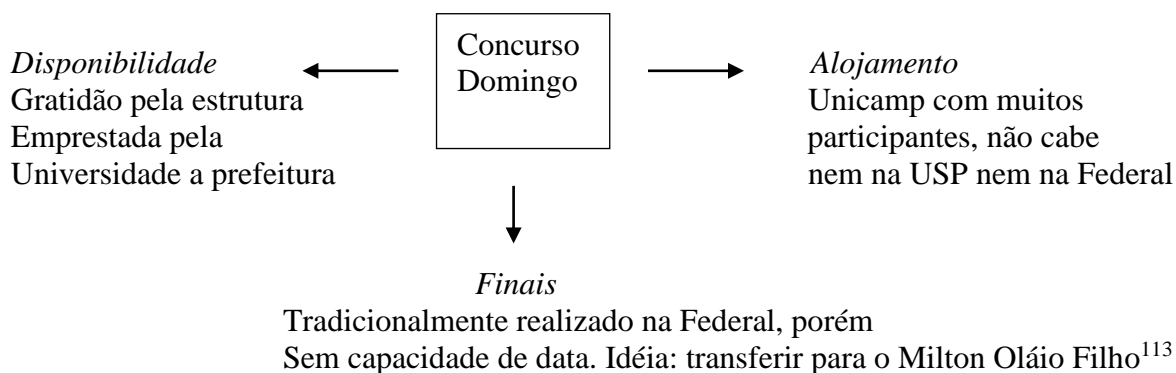 Concurso
Domingo
Disponibilidade
Gratidão pela estrutura
Emprestada pela
Universidade a prefeitura
Alojamento
Unicamp com muitos
participantes, não cabe
nem na USP nem na Federal
Finais
Tradicionalmente realizado na Federal, porém
Sem capacidade de data. Idéia: transferir para o Milton Oláio Filho¹¹³